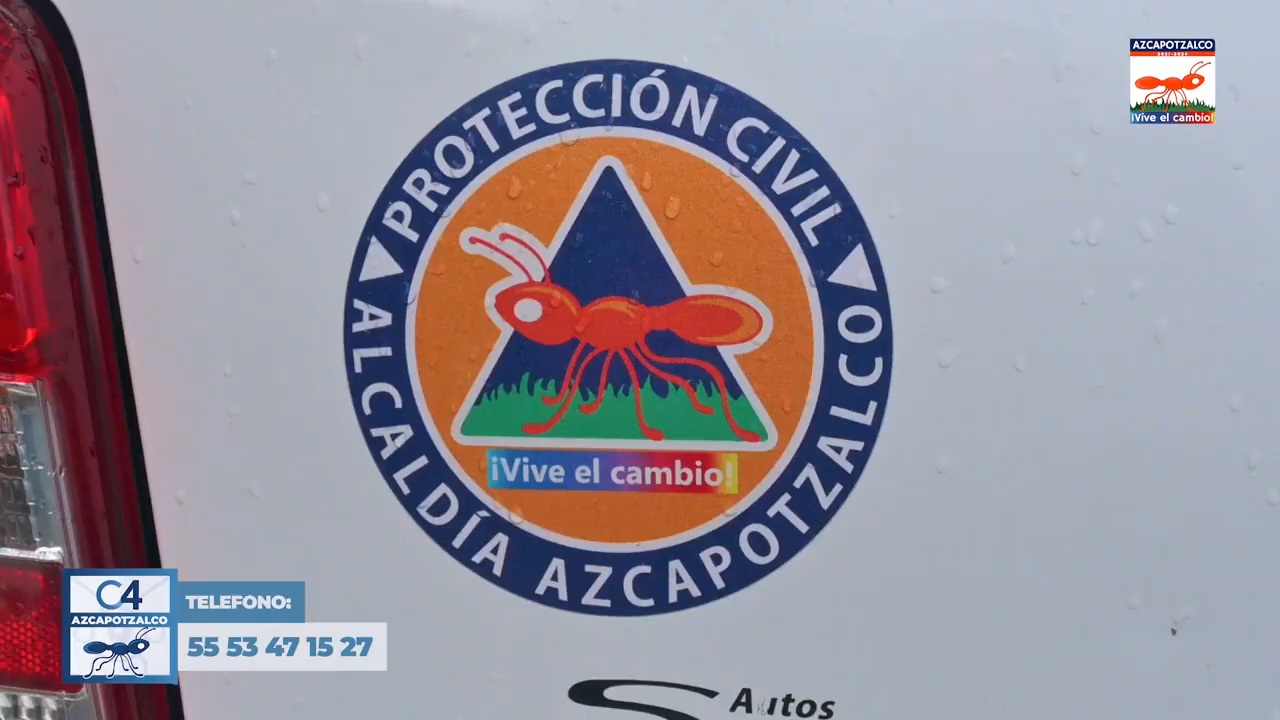 AZCAPOTZALCO
¡Vive el cambio!
PROTECCIÓN CIVIL
ALCALDÍA AZCAPOTZALCO
¡Vive el cambio!
C4
AZCAPOTZALCO
TELEFONO:
55 53 47 15 27
Autos